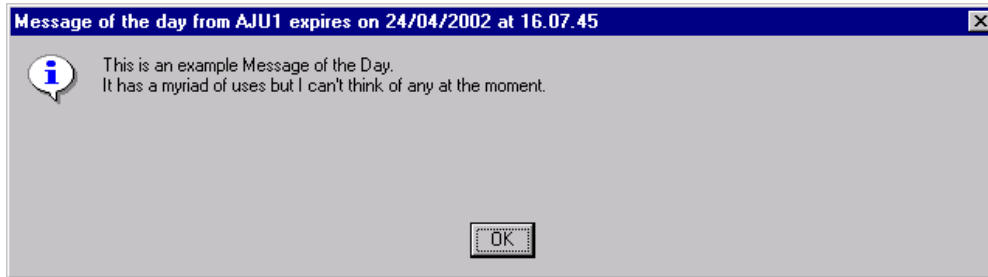 Message of the day from AJU1 expires on 24/04/2002 at 16.07.45
This is an example Message of the Day.
It has a myriad of uses but I can't think of any at the moment.
OK